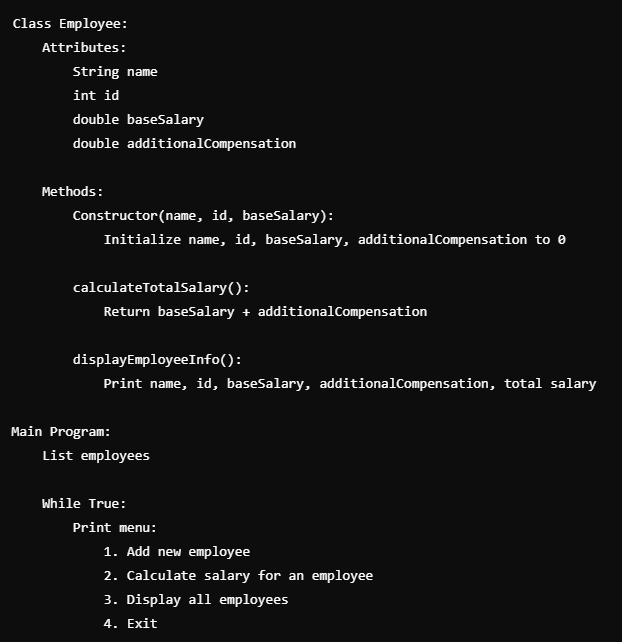 Class Employee:
Attributes:
String name
int id
double baseSalary
double additionalCompensation
Methods:
Constructor(name, id, baseSalary):
Initialize name, id, baseSalary, additionalCompensation to 0
calculateTotalSalary():
Return baseSalary + additionalCompensation
displayEmployeeInfo():
Print name, id, baseSalary, additionalCompensation, total salary
Main Program:
List employees
While True:
Print menu:
1. Add new employee
2. Calculate salary for an employee
3. Display all employees
4. Exit